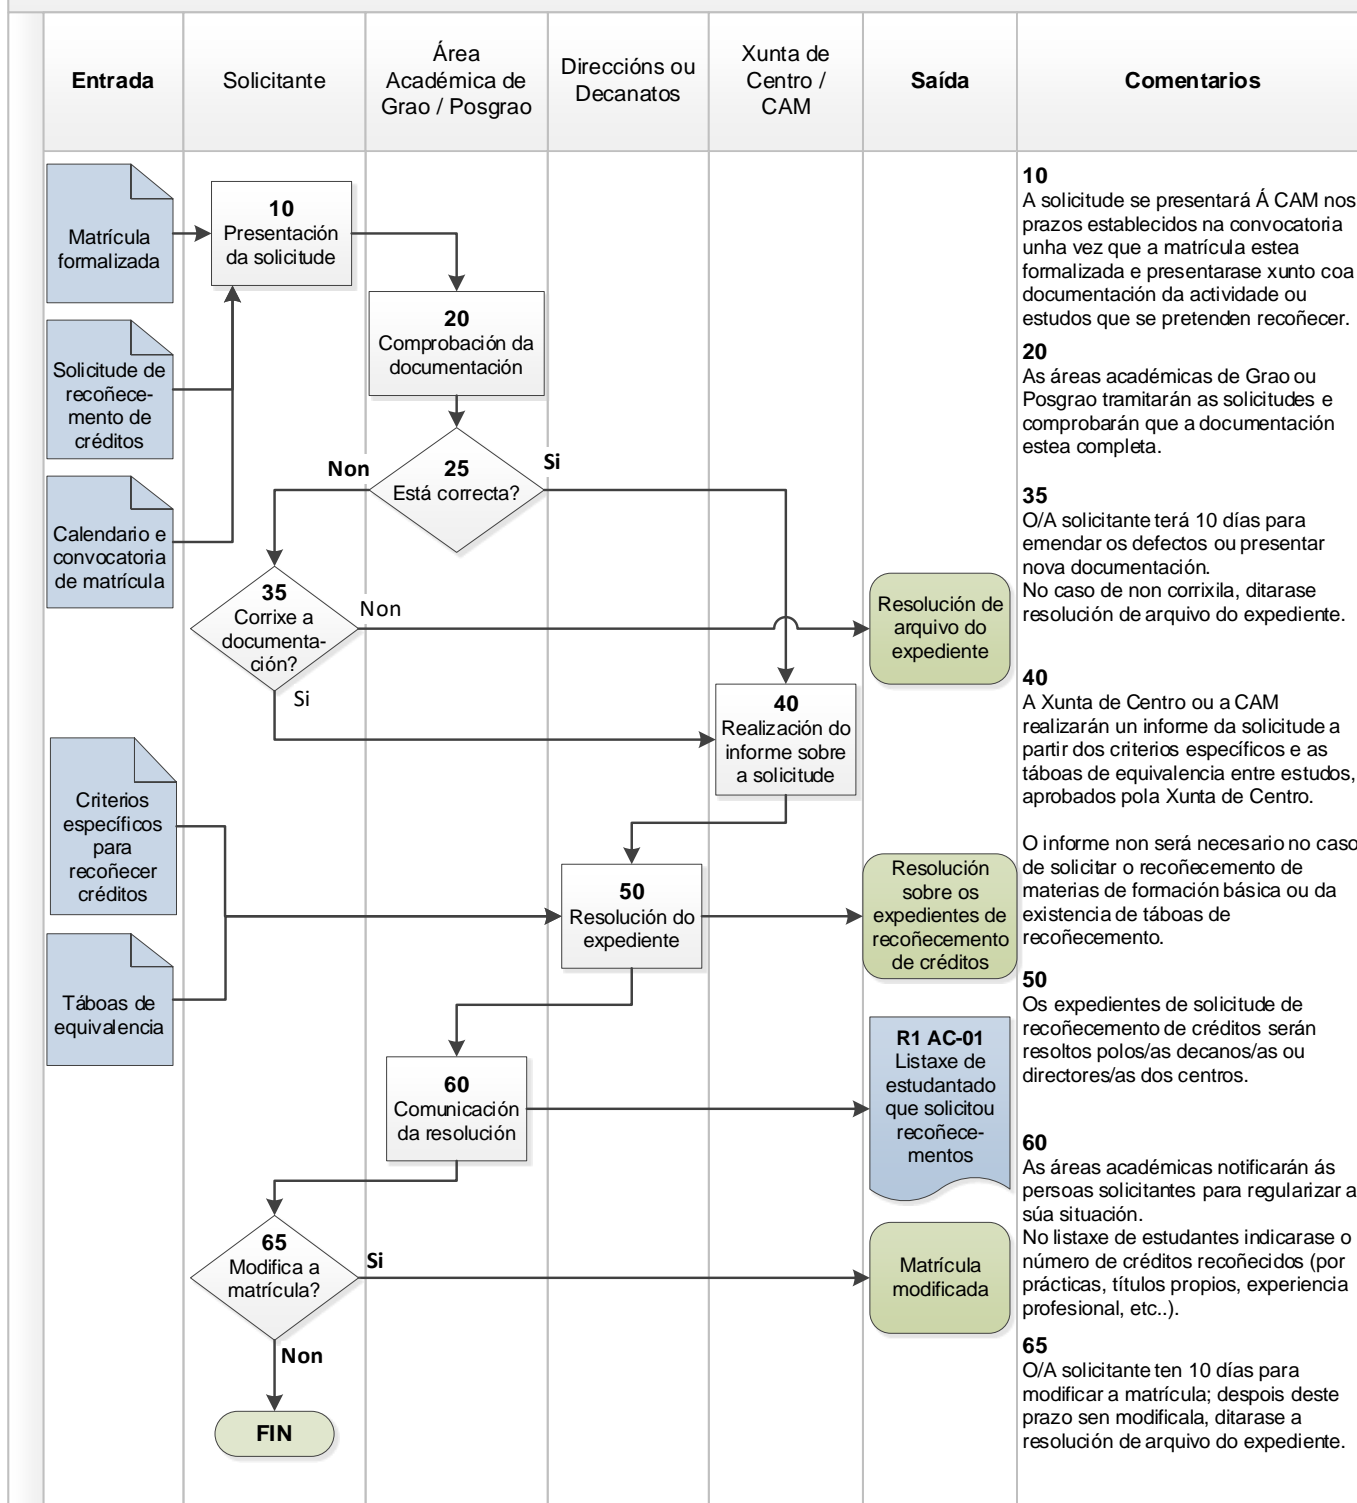 Entrada
Solicitante
Área
Académica de
Grao / Posgrao
Direccións ou
Decanatos
Xunta de
Centro /
CAM
Saída
Comentarios
Matrícula
formalizada
Solicitude de
recoñece-
mento de
créditos
Calendario e
convocatoria
de matrícula
10
Presentación
da solicitude
20
Comprobación da
documentación
25
Está correcta?
Non
Si
35
Corrixe a
documenta-
ción?
Non
Si
Resolución de
arquivo do
expediente
40
Realización do
informe sobre
a solicitude
Criterios
específicos
para
recoñecer
créditos
Táboas de
equivalencia
50
Resolución do
expediente
Resolución
sobre os
expedientes de
recoñecemento
de créditos
60
Comunicación
da resolución
R1 AC-01
Listaxe de
estudantado
que solicitou
recoñece-
mentos
65
Modifica a
matrícula?
Si
Non
Matrícula
modificada
FIN
10
A solicitude se presentará Á CAM nos
prazos establecidos na convocatoria
unha vez que a matrícula estea
formalizada e presentarase xunto coa
documentación da actividade ou
estudos que se pretenden recoñecer.
20
As áreas académicas de Grao ou
Posgrao tramitarán as solicitudes e
comprobarán que a documentación
estea completa.
35
O/A solicitante terá 10 días para
emendar os defectos ou presentar
nova documentación.
No caso de non corrixila, ditarase
resolución de arquivo do expediente.
40
A Xunta de Centro ou a CAM
realizarán un informe da solicitude a
partir dos criterios específicos e as
táboas de equivalencia entre estudos,
aprobados pola Xunta de Centro.
O informe non será necesario no caso
de solicitar o recoñecemento de
materias de formación básica ou da
existencia de táboas de
recoñecemento.
50
Os expedientes de solicitude de
recoñecemento de créditos serán
resoltos polos/as decanos/as ou
directores/as dos centros.
60
As áreas académicas notificarán ás
persoas solicitantes para regularizar a
súa situación.
No listaxe de estudantes indicarase o
número de créditos recoñecidos (por
prácticas, títulos propios, experiencia
profesional, etc..).
65
O/A solicitante ten 10 días para
modificar a matrícula; despois deste
prazo sen modificala, ditarase a
resolución de arquivo do expediente.